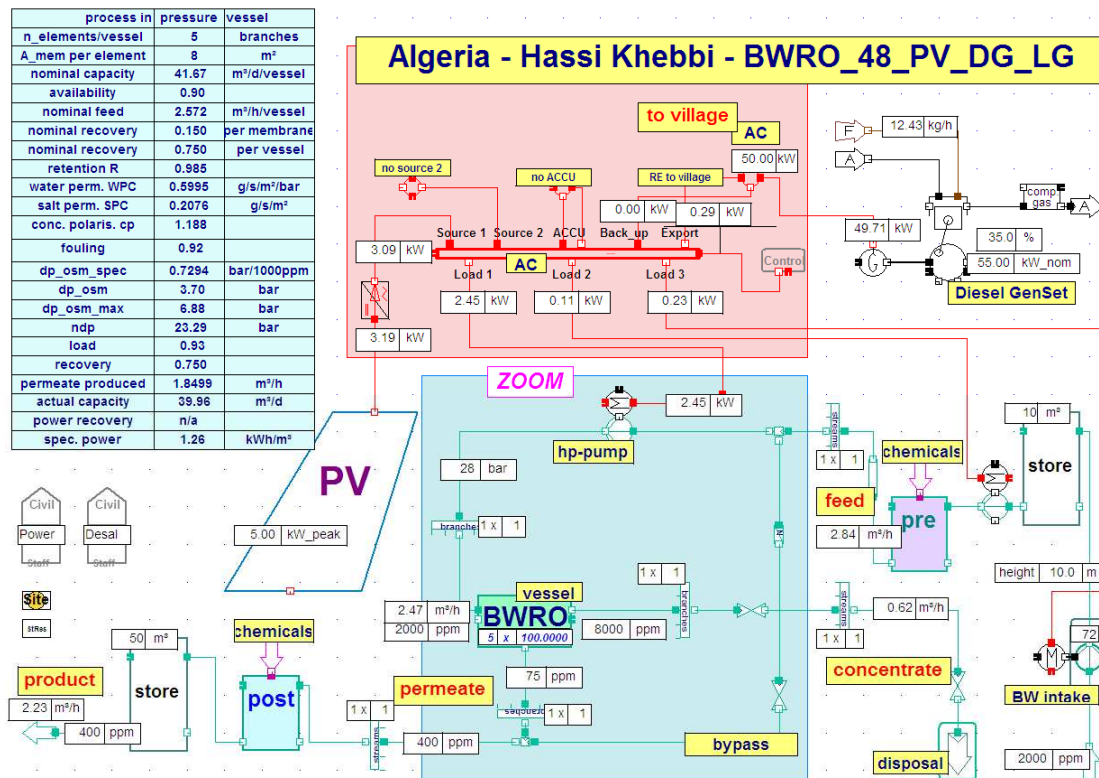 process in pressure vessel
n_elements/vessel 5 branches
A_mem per element 8 m²
nominal capacity 41.67 m³/d/vessel
availability 0.90
nominal feed 2.572 m³/h/vessel
nominal recovery 0.150 per membrane
nominal recovery 0.750 per vessel
retention R 0.985
water perm. WPC 0.5995 g/s/m²/bar
salt perm. SPC 0.2076 g/s/m²
conc. polaris. cp 1.188
fouling 0.92
dp_osm_spec 0.7294 bar/1000ppm
dp_osm 3.70 bar
dp_osm_max 6.88 bar
ndp 23.29 bar
load 0.93
recovery 0.750
permeate produced 1.8499 m³/h
actual capacity 39.96 m³/d
power recovery n/a
spec. power 1.26 kWh/m³
Algeria - Hassi Khebbi - BWRO_48_PV_DG_LG
to village
AC
50.00 kW
no source 2
no ACCU
RE to village
0.00 kW
0.29 kW
3.09 kW
Source 1 Source 2 ACCU Back_up Export
AC
Load 1 Load 2 Load 3
Control
2.45 kW
0.11 kW
0.23 kW
3.19 kW
F
12.43 kg/h
A
comp
gas
A
49.71 kW
35.0 %
G
55.00 kW_nom
Diesel GenSet
ZOOM
2.45 kW
hp-pump
28 bar
branches
1 x 1
PV
5.00 kW_peak
Civil
Power
Staff
Civil
Desal
Staff
Site
StRes
streams
1 x 1
feed
2.84 m³/h
chemicals
pre
10 m³
store
height 10.0 m
M
72
BW intake
2000 ppm
vessel
BWRO
5 x 100.0000
2.47 m³/h
2000 ppm
8000 ppm
1 x 1
branches
75 ppm
branches
1 x 1
streams
1 x 1
0.62 m³/h
concentrate
disposal
bypass
permeate
1 x 1
streams
400 ppm
chemicals
post
50 m³
store
product
2.23 m³/h
400 ppm